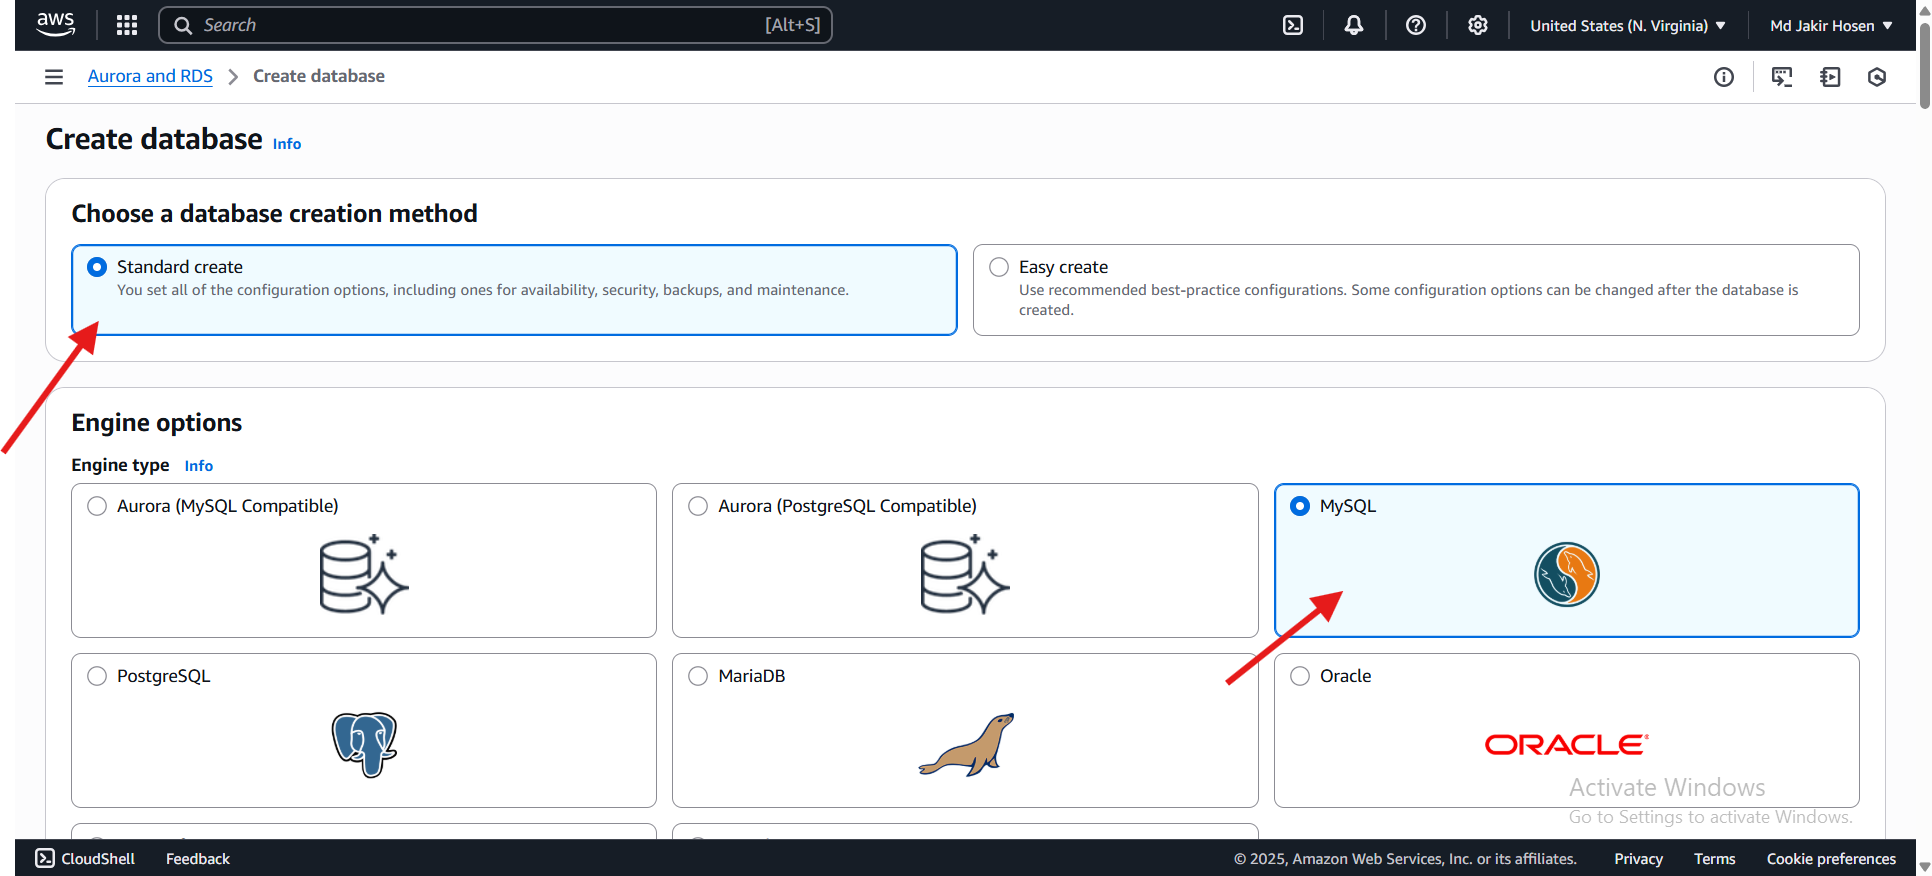 aws
Search [Alt+S]
United States (N. Virginia) Md Jakir Hosen
Aurora and RDS Create database
Create database Info
Choose a database creation method
Standard create
You set all of the configuration options, including ones for availability, security, backups, and maintenance.
Easy create
Use recommended best-practice configurations. Some configuration options can be changed after the database is
created.
Engine options
Engine type Info
Aurora (MySQL Compatible)
Aurora (PostgreSQL Compatible)
MySQL
PostgreSQL
MariaDB
Oracle
ORACLE
Activate Windows
Go to Settings to activate Windows.
CloudShell Feedback © 2025, Amazon Web Services, Inc. or its affiliates. Privacy Terms Cookie preferences